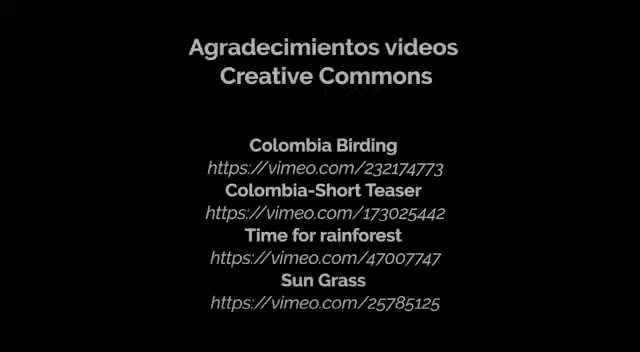 Agradecimientos videos
Creative Commons
Colombia Birding
https://vimeo.com/232174773
Colombia-Short Teaser
https://vimeo.com/173025442
Time for rainforest
https://vimeo.com/47007747
Sun Grass
https://vimeo.com/25785125